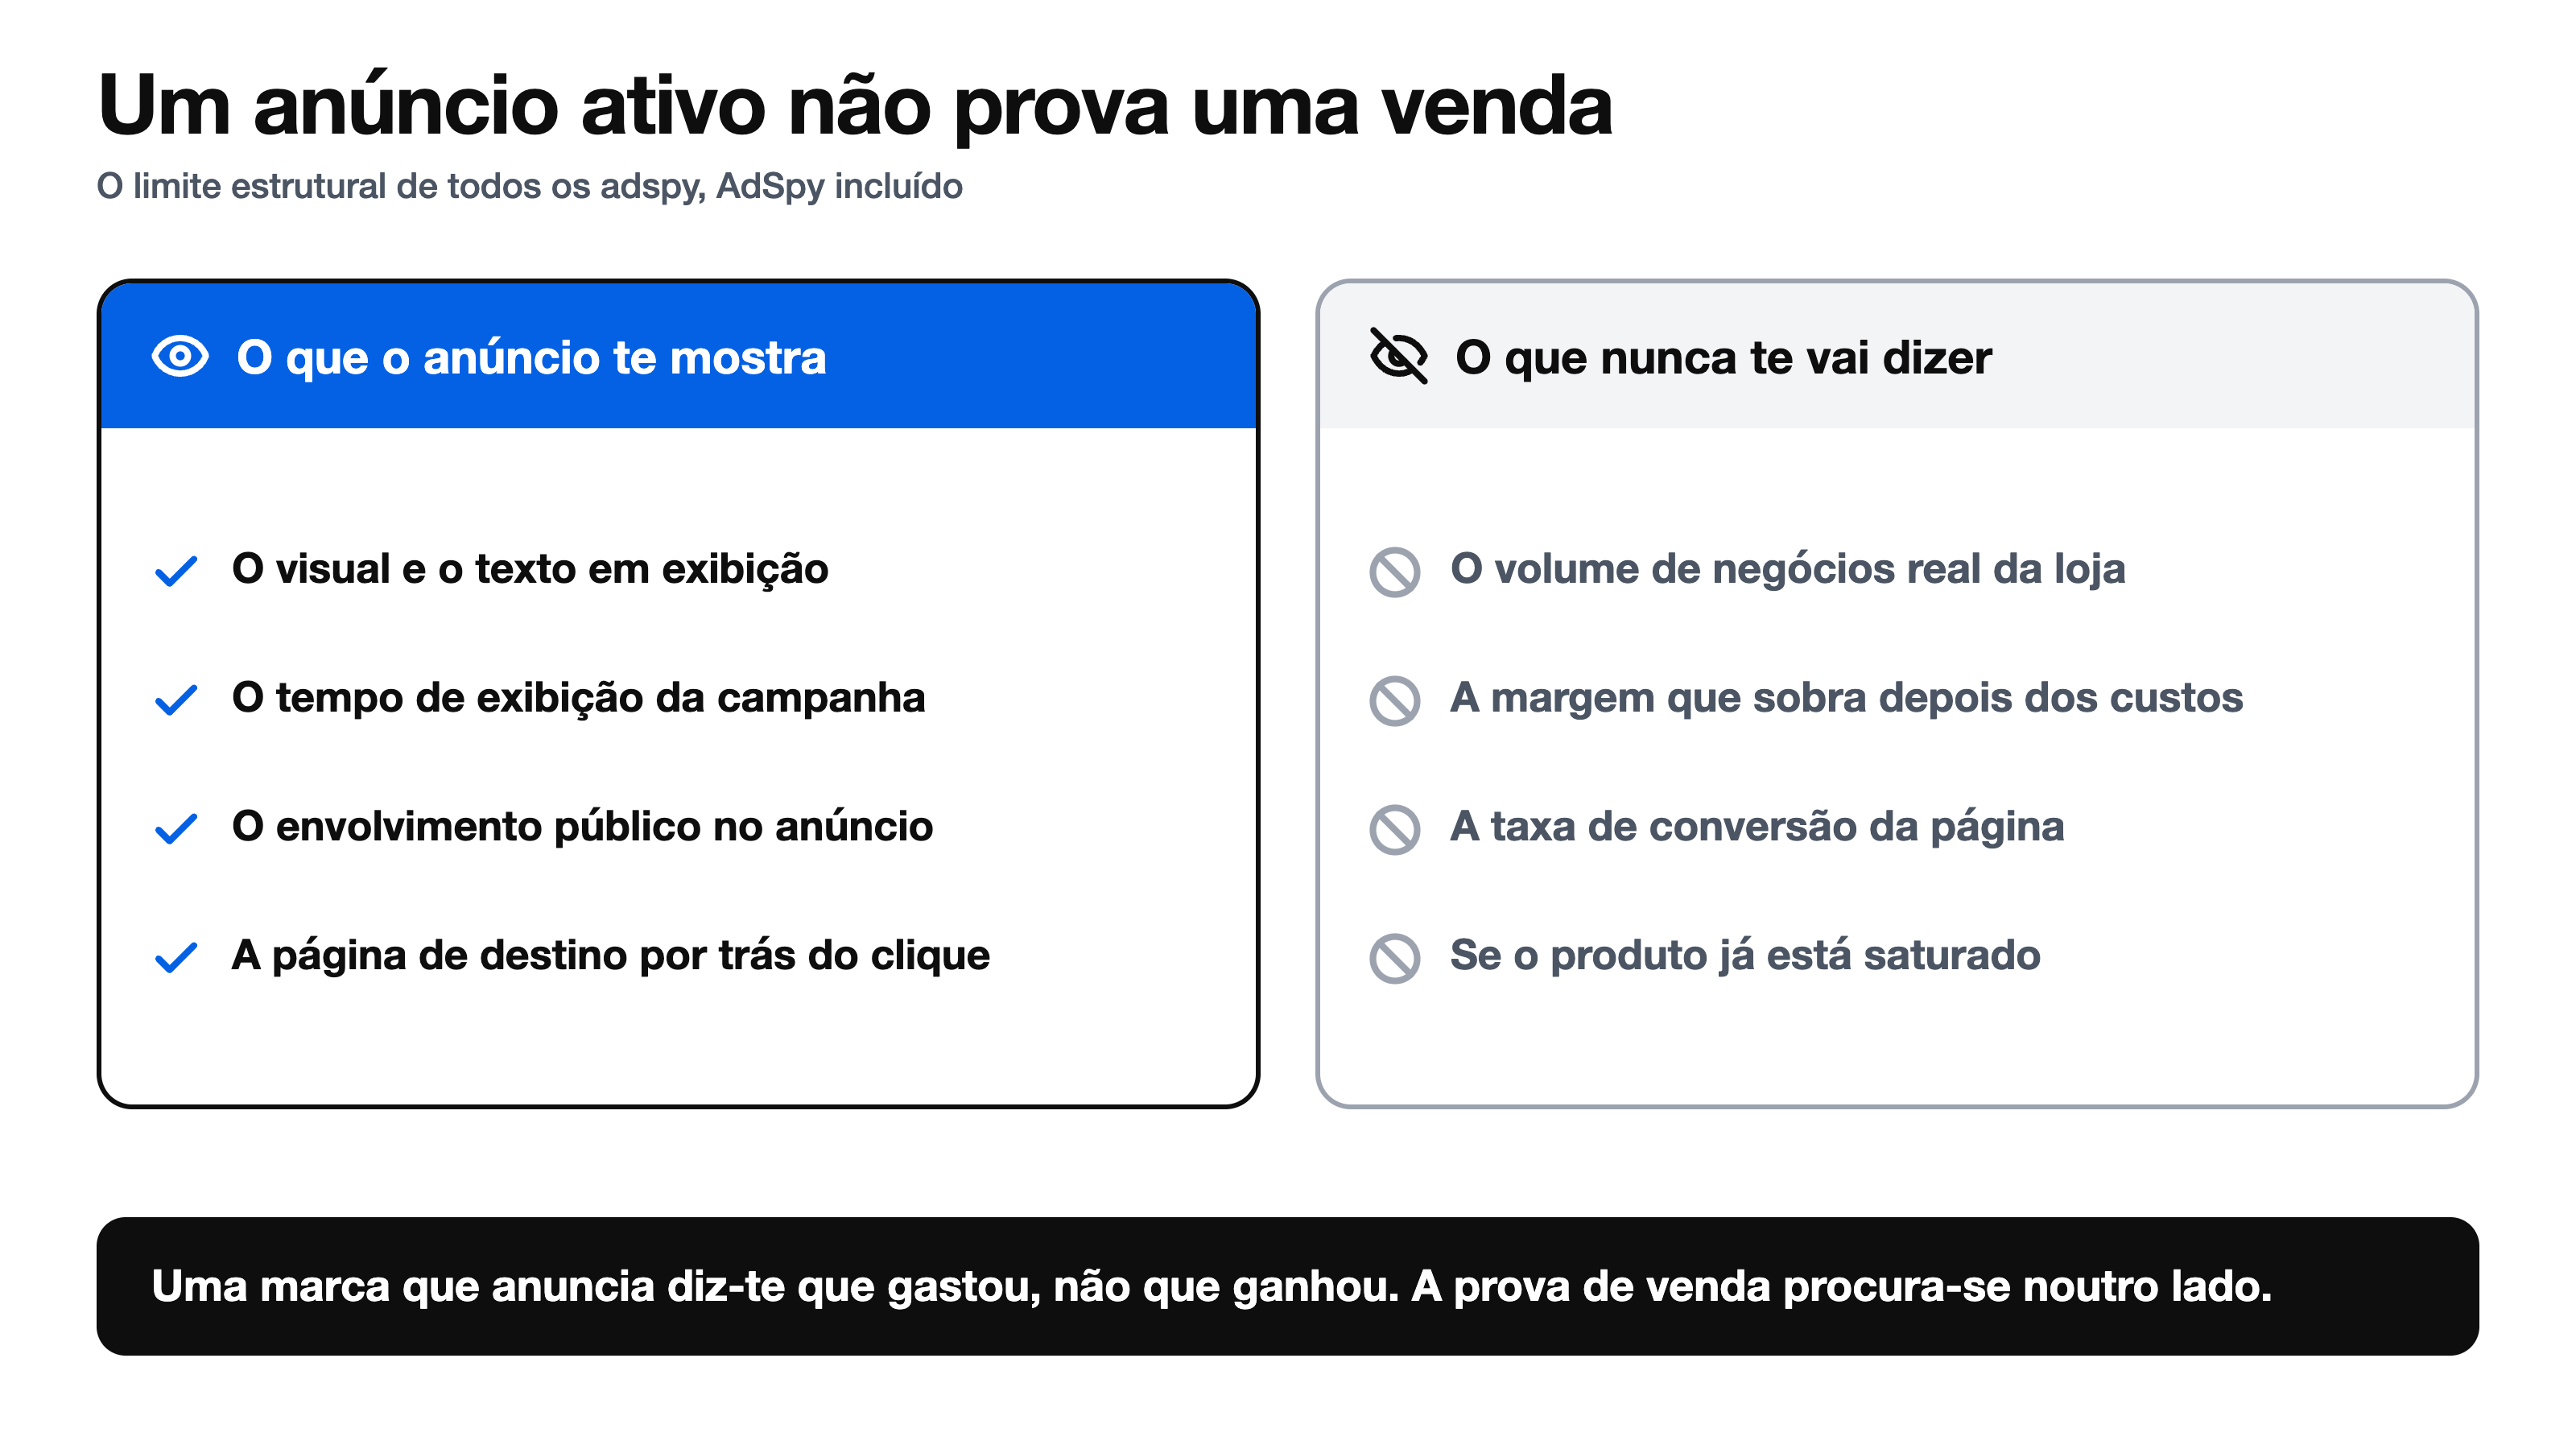 Um anúncio ativo não prova uma venda
O limite estrutural de todos os adspy, AdSpy incluído
O que o anúncio te mostra
O visual e o texto em exibição
O tempo de exibição da campanha
O envolvimento público no anúncio
A página de destino por trás do clique
O que nunca te vai dizer
O volume de negócios real da loja
A margem que sobra depois dos custos
A taxa de conversão da página
Se o produto já está saturado
Uma marca que anuncia diz-te que gastou, não que ganhou. A prova de venda procura-se noutro lado.